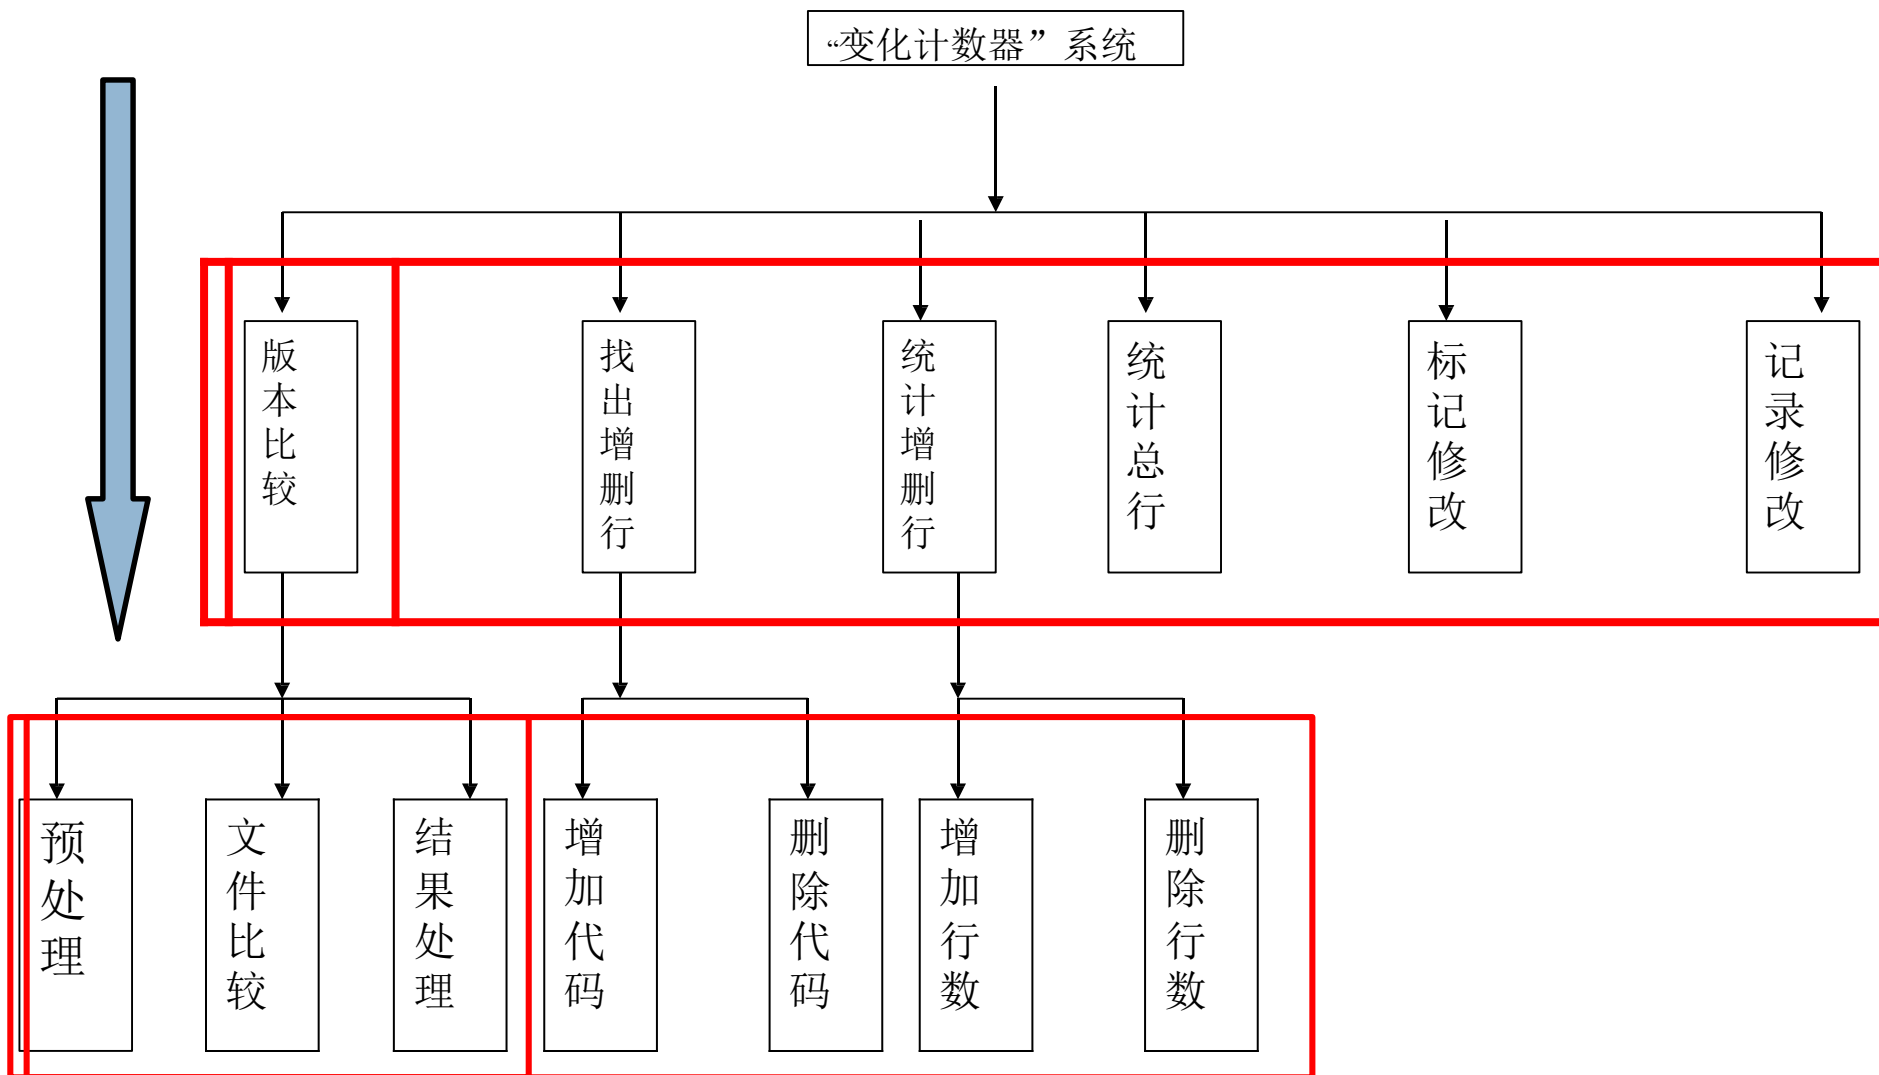 “变化计数器”系统
版本比较
找出增删行
统计增删行
统计总行
标记修改
记录修改
预处理
文件比较
结果处理
增加代码
删除代码
增加行数
删除行数